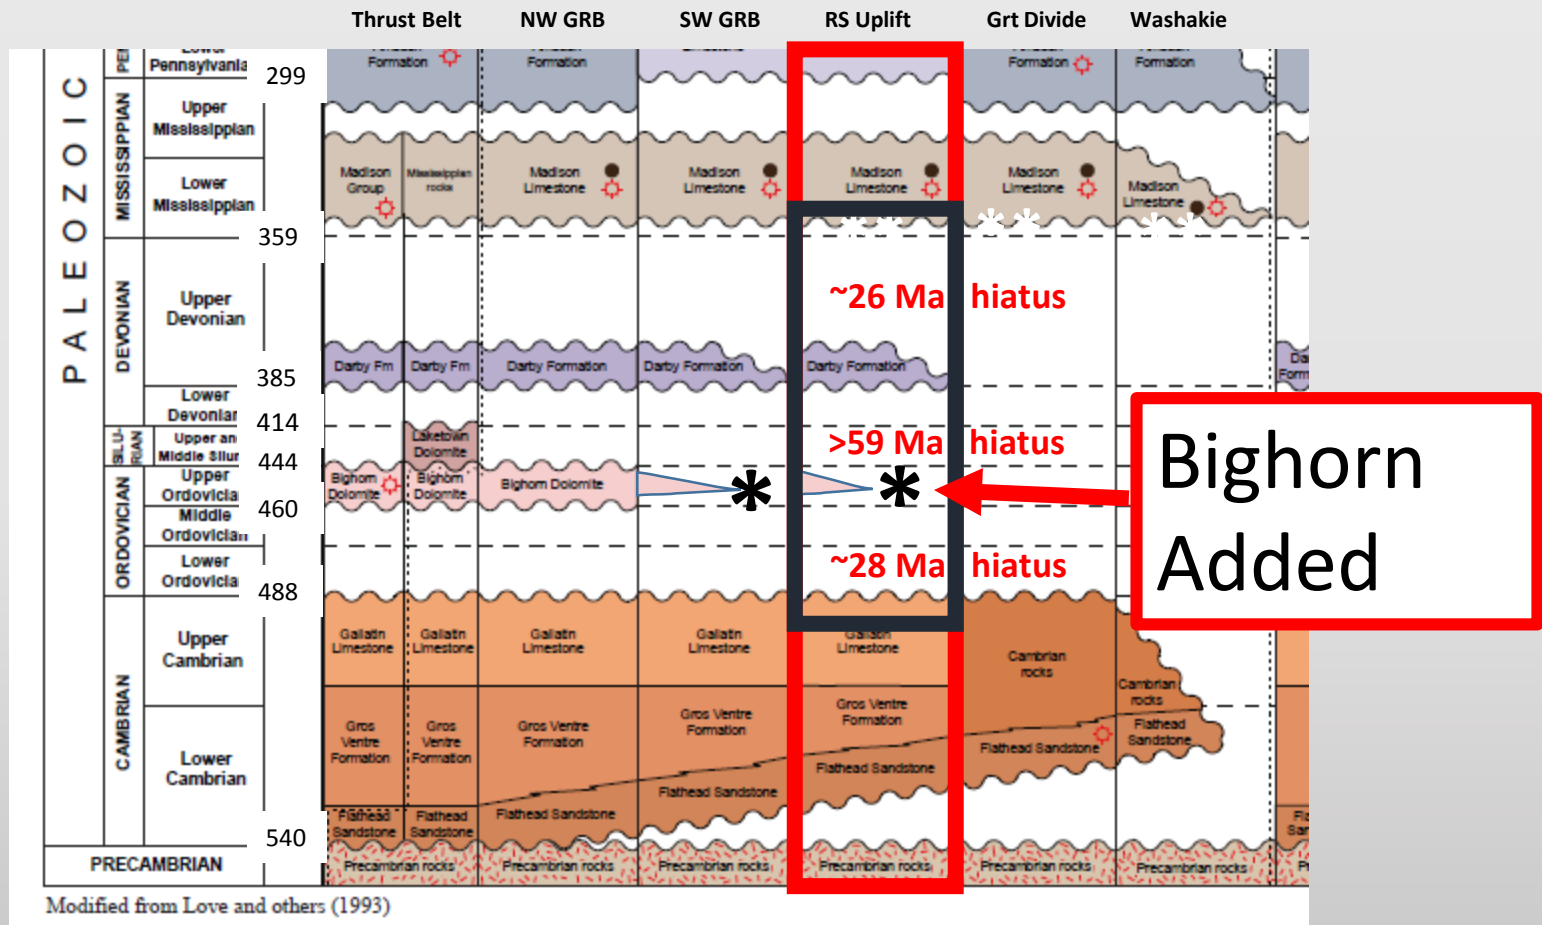 Thrust Belt NW GRB SW GRB RS Uplift Grt Divide Washakie
PALEOZOIC
Pennsylvania
299
Formation
Formation
Formation
Formation
MISSISSIPPIAN
Upper
Mississippian
Lower
Mississippian
Madison
Group
Mississippian
rocks
Madison
Limestone
Madison
Limestone
Madison
Limestone
Madison
Limestone
Madison
Limestone
** ** **
359
DEVONIAN
Upper
Devonian
~26 Ma hiatus
Darby Fm
Darby Fm
Darby Formation
Darby Formation
Darby Formation
385
Lower
Devonian
414
SILU-
RIAN
Upper an
Middle Silur
Laketown
Dolomite
>59 Ma hiatus
444
ORDOVICIAN
Upper
Ordovicia
Bighorn
Dolomite
Bighorn
Dolomite
Bighorn Dolomite
* *
Bighorn
Added
460
Middle
Ordovician
Lower
Ordovicia
~28 Ma hiatus
488
CAMBRIAN
Upper
Cambrian
Gallatin
Limestone
Gallatin
Limestone
Gallatin
Limestone
Gallatin
Limestone
Gallatin
Limestone
Cambrian
rocks
Cambrian
rocks
Lower
Cambrian
Gros
Ventre
Formation
Gros
Ventre
Formation
Gros Ventre
Formation
Gros Ventre
Formation
Gros Ventre
Formation
Flathead
Sandstone
Flathead
Sandstone
Flathead Sandstone
Flathead Sandstone
Flathead Sandstone
Flathead Sandstone
Flathead
Sandstone
540
PRECAMBRIAN
Precambrian rocks
Precambrian rocks
Precambrian rocks
Precambrian rocks
Precambrian rocks
Precambrian rocks
Modified from Love and others (1993)